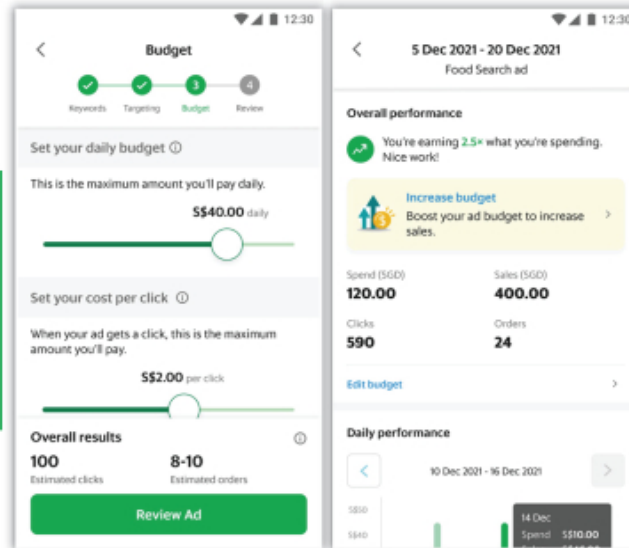 12:30
Budget
3
4
Keywords
Targeting
Budget
Review
Set your daily budget
This is the maximum amount you'll pay daily.
S$40.00 daily
Set your cost per click
When your ad gets a click, this is the maximum
amount you'll pay.
S$2.00 per click
Overall results
100
8-10
Estimated clicks
Estimated orders
Review Ad
12:30
5 Dec 2021 - 20 Dec 2021
Food Search ad
Overall performance
You're earning 2.5× what you're spending.
Nice work!
Increase budget
Boost your ad budget to increase
sales.
Spend (SGD)
Sales (SGD)
120.00
400.00
Clicks
Orders
590
24
Edit budget
Daily performance
10 Dec 2021 - 16 Dec 2021
S$50
S$40
14 Dec
Spend S$10.00